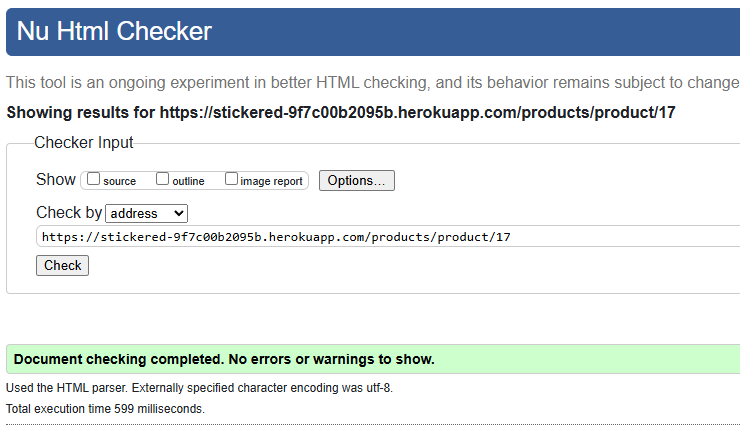 Nu Html Checker
This tool is an ongoing experiment in better HTML checking, and its behavior remains subject to change
Showing results for https://stickered-9f7c00b2095b.herokuapp.com/products/product/17
Checker Input
Show source outline image report Options...
Check by address
https://stickered-9f7c00b2095b.herokuapp.com/products/product/17
Check
Document checking completed. No errors or warnings to show.
Used the HTML parser. Externally specified character encoding was utf-8.
Total execution time 599 milliseconds.